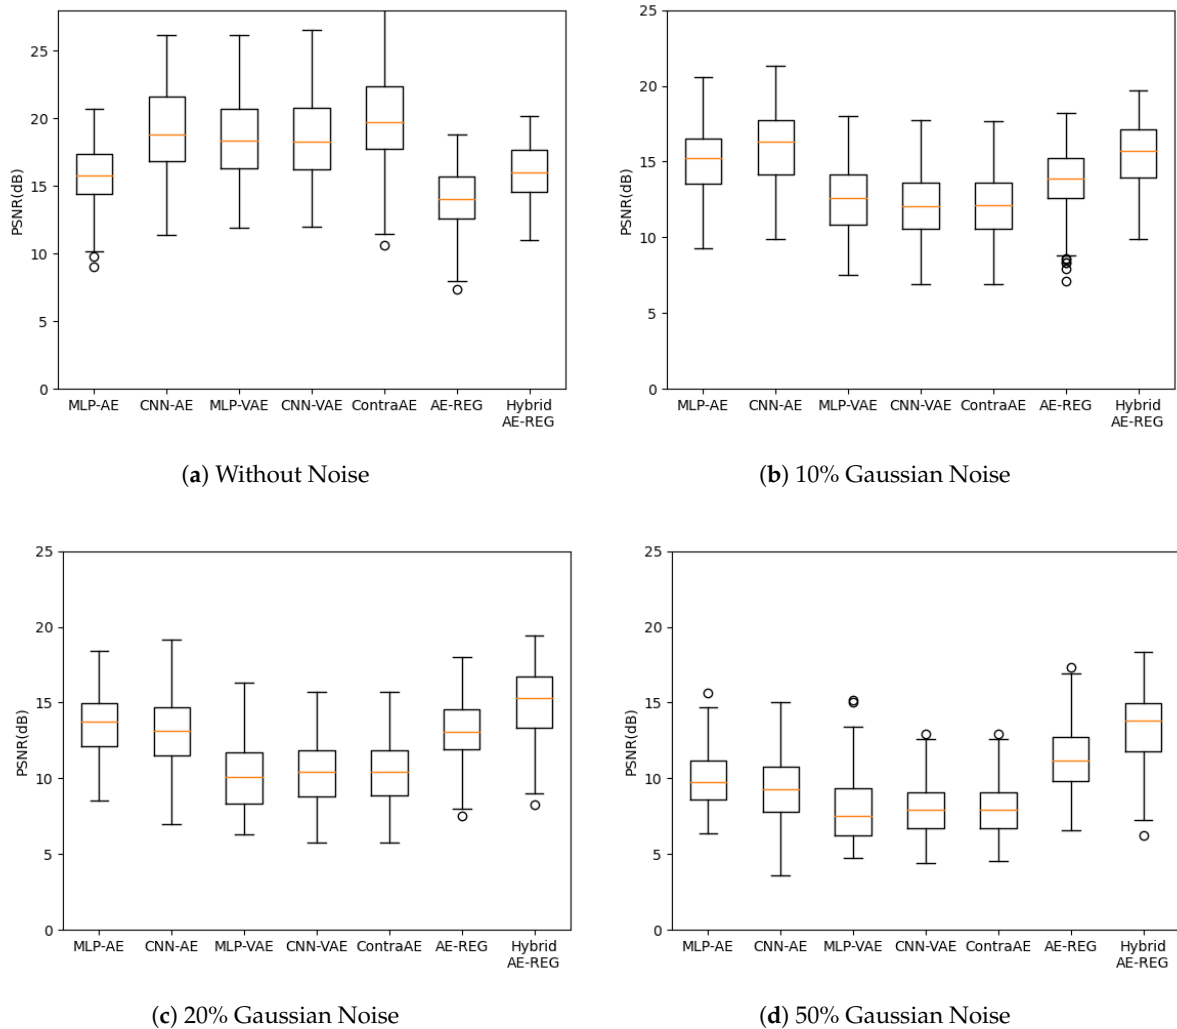 25
20
15
10
5
0
PSNR(dB)
MLP-AE CNN-AE MLP-VAE CNN-VAE ContraAE AE-REG Hybrid
AE-REG
(a) Without Noise
25
20
15
10
5
0
PSNR(dB)
MLP-AE CNN-AE MLP-VAE CNN-VAE ContraAE AE-REG Hybrid
AE-REG
(b) 10% Gaussian Noise
25
20
15
10
5
0
PSNR(dB)
MLP-AE CNN-AE MLP-VAE CNN-VAE ContraAE AE-REG Hybrid
AE-REG
(c) 20% Gaussian Noise
25
20
15
10
5
0
PSNR(dB)
MLP-AE CNN-AE MLP-VAE CNN-VAE ContraAE AE-REG Hybrid
AE-REG
(d) 50% Gaussian Noise